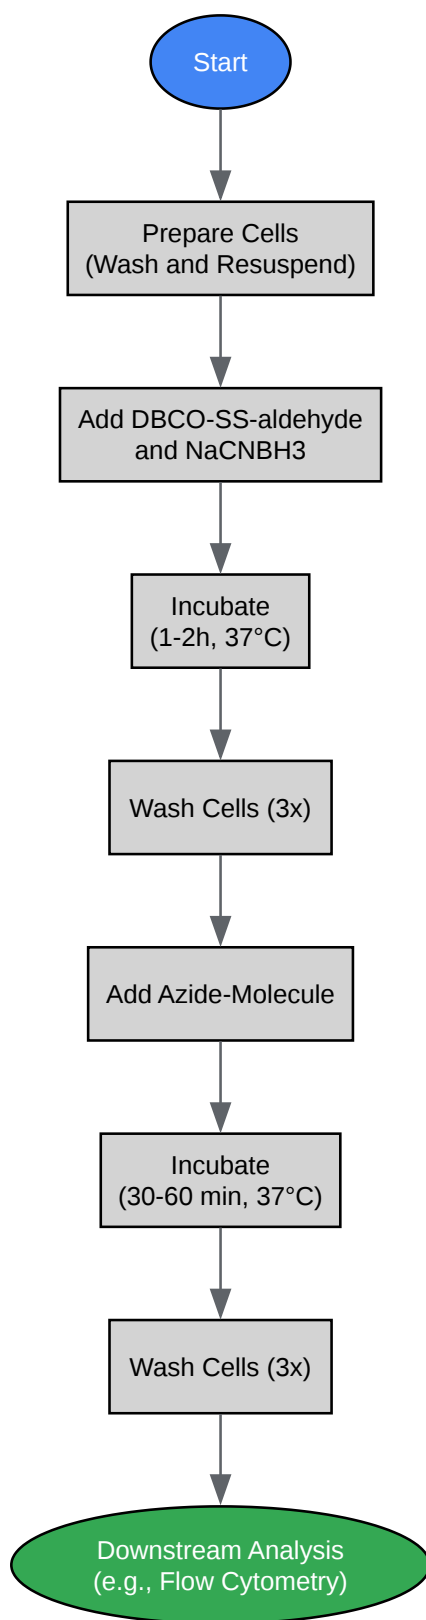 Start
Prepare Cells
(Wash and Resuspend)
Add DBCO-SS-aldehyde
and NaCNBH3
Incubate
(1-2h, 37°C)
Wash Cells (3x)
Add Azide-Molecule
Incubate
(30-60 min, 37°C)
Wash Cells (3x)
Downstream Analysis
(e.g., Flow Cytometry)